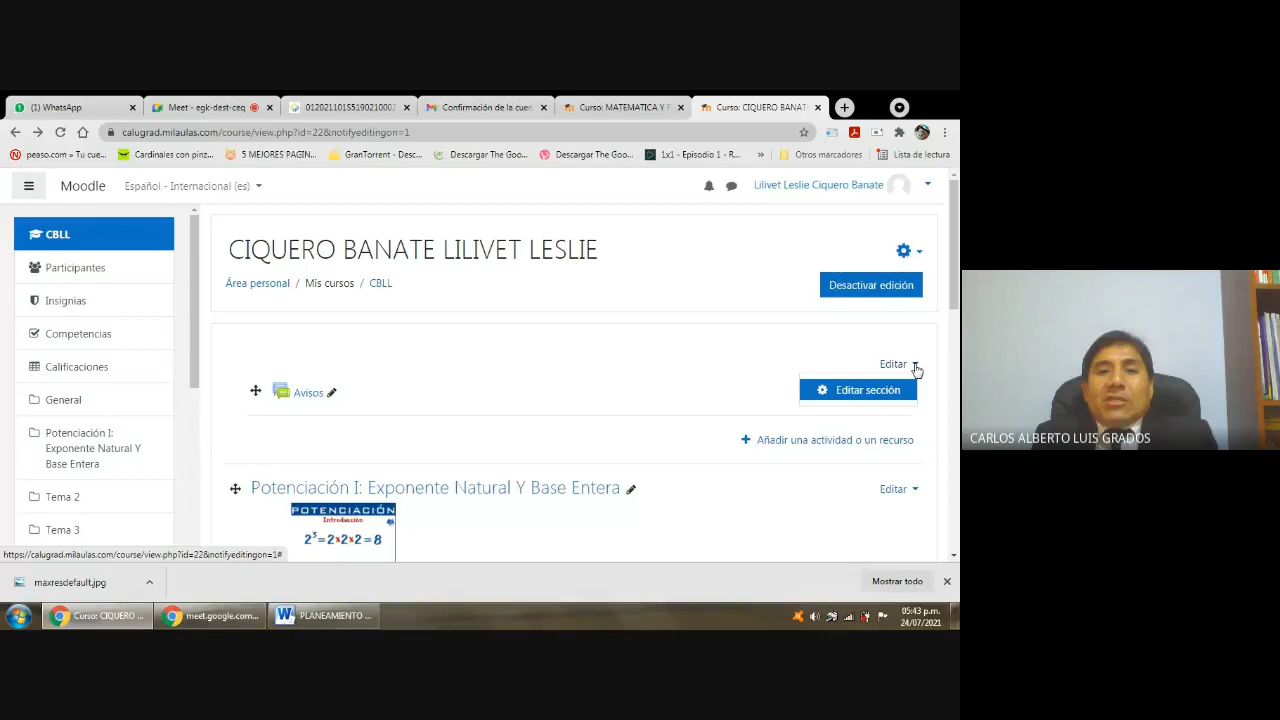 (1) WhatsApp
Meet - egk-dest-ceq
012021101S5190210002
Confirmación de la cuen
Curso: MATEMATICA Y F
Curso: CIQUERO BANAT
calugrad.milaulas.com/course/view.php?id=22&notifyeditingon=1
peaso.com » Tu cue...
Cardinales con pinz...
5 MEJORES PAGIN...
GranTorrent - Desc...
Descargar The Goo...
Descargar The Goo...
1x1 - Episodio 1 - R...
»
Otros marcadores
Lista de lectura
Moodle
Español - Internacional (es)
Lilivet Leslie Ciquero Banate
CBLL
Participantes
Insignias
Competencias
Calificaciones
General
Potenciación I:
Exponente Natural Y
Base Entera
Tema 2
Tema 3
CIQUERO BANATE LILIVET LESLIE
Área personal / Mis cursos / CBLL
Desactivar edición
Editar
Avisos
Editar sección
+ Añadir una actividad o un recurso
Potenciación I: Exponente Natural Y Base Entera
Editar
POTENCIACIÓN
Introducción
2³=2x2x2=8
https://calugrad.milaulas.com/course/view.php?id=22&notifyeditingon=1#
maxresdefault.jpg
Mostrar todo
Curso: CIQUERO ...
meet.google.com...
PLANEAMIENTO ...
05:43 p.m.
24/07/2021
CARLOS ALBERTO LUIS GRADOS